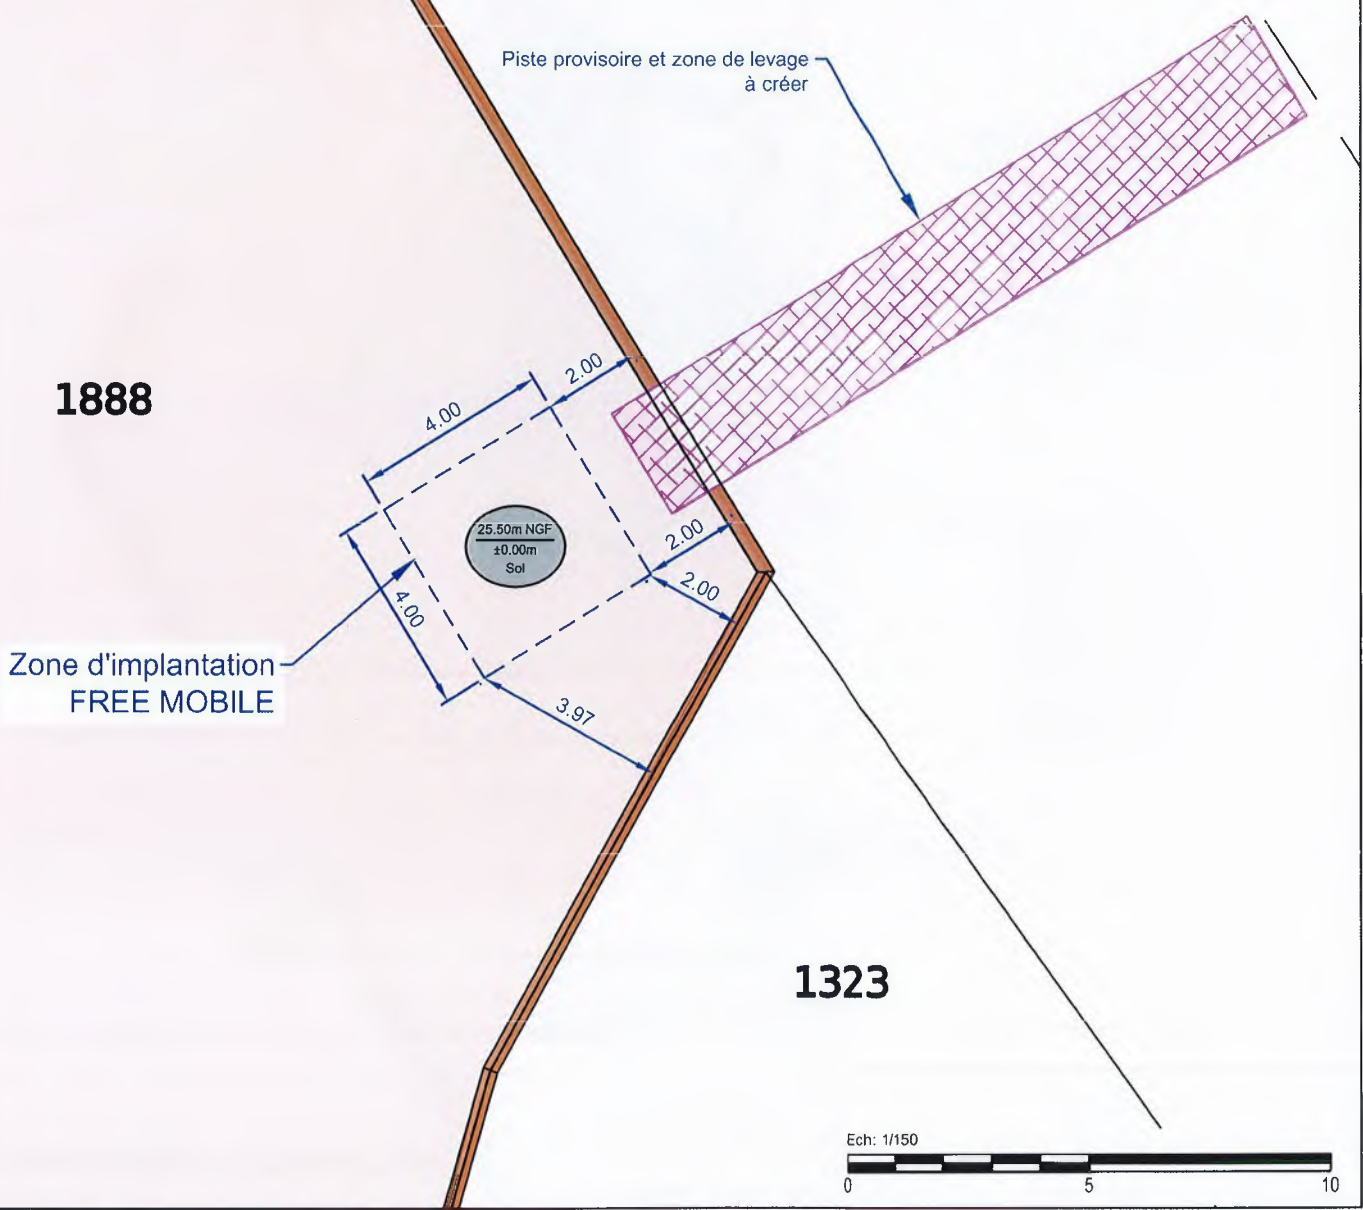 Piste provisoire et zone de levage
à créer
1888
2.00
4.00
25.50m NGF
±0.00m
Sol
2.00
2.00
4.00
Zone d'implantation
FREE MOBILE
3.97
1323
Ech: 1/150
0 5 10